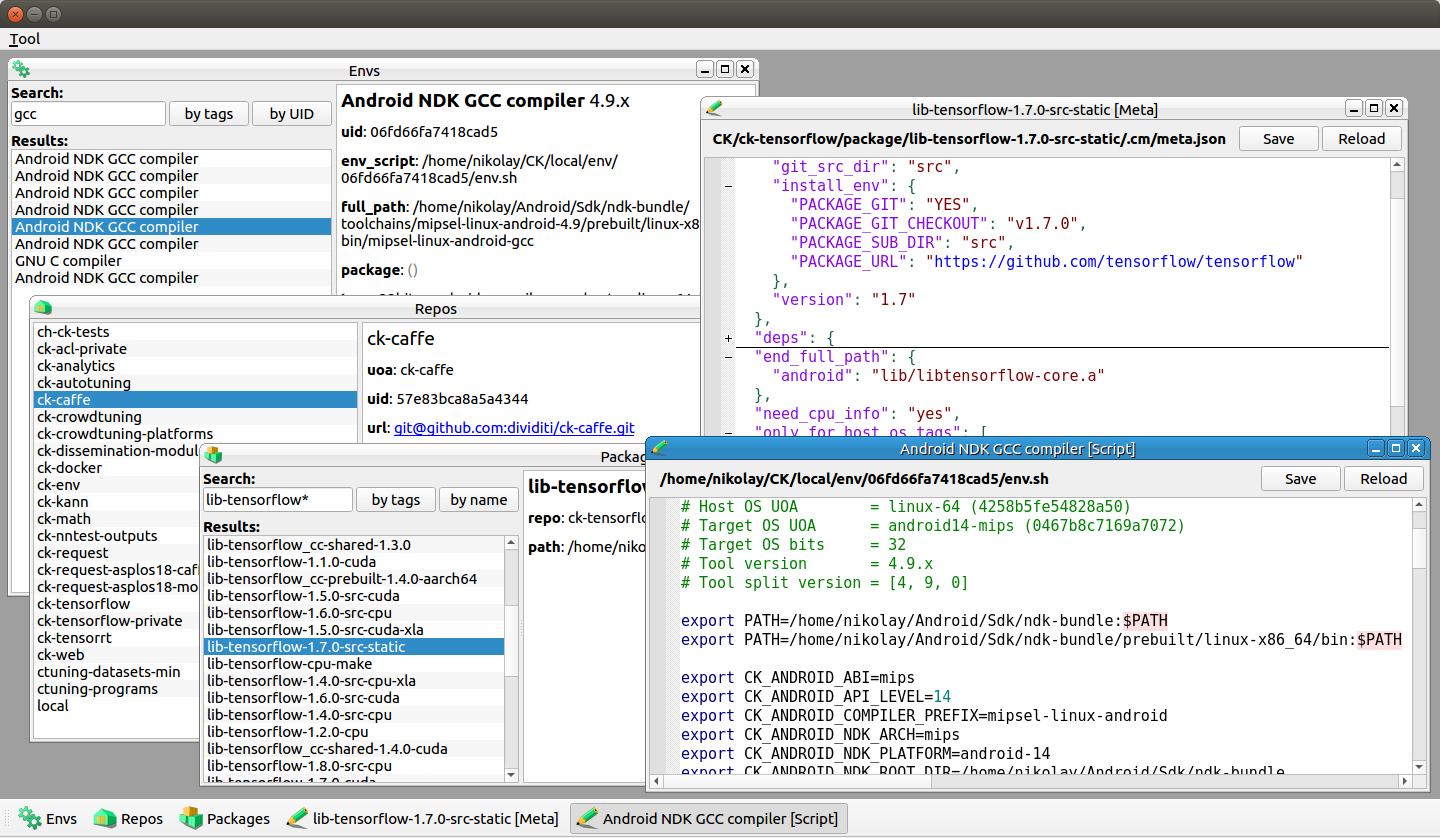 Tool
Envs
Search:
gcc
by tags
by UID
Results:
Android NDK GCC compiler
Android NDK GCC compiler
Android NDK GCC compiler
Android NDK GCC compiler
Android NDK GCC compiler
Android NDK GCC compiler
GNU C compiler
Android NDK GCC compiler
Android NDK GCC compiler 4.9.x
uid: 06fd66fa7418cad5
env_script: /home/nikolay/CK/local/env/
06fd66fa7418cad5/env.sh
full_path: /home/nikolay/Android/Sdk/ndk-bundle/
toolchains/mipsel-linux-android-4.9/prebuilt/linux-x8
bin/mipsel-linux-android-gcc
package: ()
lib-tensorflow-1.7.0-src-static [Meta]
CK/ck-tensorflow/package/lib-tensorflow-1.7.0-src-static/.cm/meta.json
Save
Reload
"git_src_dir": "src",
"install_env": {
"PACKAGE_GIT": "YES",
"PACKAGE_GIT_CHECKOUT": "v1.7.0",
"PACKAGE_SUB_DIR": "src",
"PACKAGE_URL": "https://github.com/tensorflow/tensorflow"
},
"version": "1.7"
},
"deps": {
"end_full_path": {
"android": "lib/libtensorflow-core.a"
},
"need_cpu_info": "yes",
"only_for_host_os_tags": [
Repos
ch-ck-tests
ck-acl-private
ck-analytics
ck-autotuning
ck-caffe
ck-crowdtuning
ck-crowdtuning-platforms
ck-dissemination-modul
ck-docker
ck-env
ck-kann
ck-math
ck-nntest-outputs
ck-request
ck-request-asplos18-caff
ck-request-asplos18-mo
ck-tensorflow
ck-tensorflow-private
ck-tensorrt
ck-web
ctuning-datasets-min
ctuning-programs
local
ck-caffe
uoa: ck-caffe
uid: 57e83bca8a5a4344
url: git@github.com:dividiti/ck-caffe.git
Packag
Search:
lib-tensorflow*
by tags
by name
Results:
lib-tensorflow_cc-shared-1.3.0
lib-tensorflow-1.1.0-cuda
lib-tensorflow_cc-prebuilt-1.4.0-aarch64
lib-tensorflow-1.5.0-src-cuda
lib-tensorflow-1.6.0-src-cpu
lib-tensorflow-1.5.0-src-cuda-xla
lib-tensorflow-1.7.0-src-static
lib-tensorflow-cpu-make
lib-tensorflow-1.4.0-src-cpu-xla
lib-tensorflow-1.6.0-src-cuda
lib-tensorflow-1.4.0-src-cpu
lib-tensorflow-1.2.0-cpu
lib-tensorflow_cc-shared-1.4.0-cuda
lib-tensorflow-1.8.0-src-cpu
lib-tensorflow-1.7.0-cuda
lib-tensorflow
repo: ck-tensorfl
path: /home/niko
Android NDK GCC compiler [Script]
/home/nikolay/CK/local/env/06fd66fa7418cad5/env.sh
Save
Reload
# Host OS UOA = linux-64 (4258b5fe54828a50)
# Target OS UOA = android14-mips (0467b8c7169a7072)
# Target OS bits = 32
# Tool version = 4.9.x
# Tool split version = [4, 9, 0]
export PATH=/home/nikolay/Android/Sdk/ndk-bundle:$PATH
export PATH=/home/nikolay/Android/Sdk/ndk-bundle/prebuilt/linux-x86_64/bin:$PATH
export CK_ANDROID_ABI=mips
export CK_ANDROID_API_LEVEL=14
export CK_ANDROID_COMPILER_PREFIX=mipsel-linux-android
export CK_ANDROID_NDK_ARCH=mips
export CK_ANDROID_NDK_PLATFORM=android-14
export CK_ANDROID_NDK_ROOT_DIR=/home/nikolay/Android/Sdk/ndk-bundle
Envs
Repos
Packages
lib-tensorflow-1.7.0-src-static [Meta]
Android NDK GCC compiler [Script]